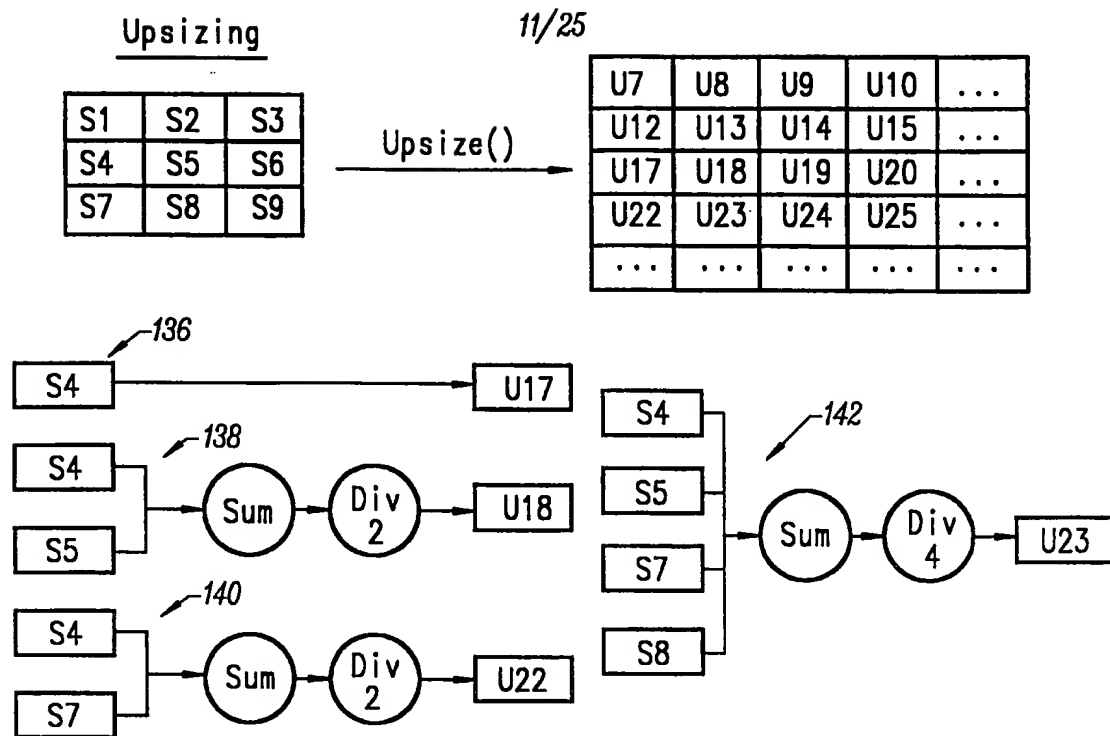 11/25
Upsizing
S1 S2 S3
S4 S5 S6
S7 S8 S9
Upsize()
U7 U8 U9 U10 ...
U12 U13 U14 U15 ...
U17 U18 U19 U20 ...
U22 U23 U24 U25 ...
... ... ... ... ...
136
S4 U17
138
S4
S5
Sum
Div 2
U18
140
S4
S7
Sum
Div 2
U22
142
S4
S5
S7
S8
Sum
Div 4
U23